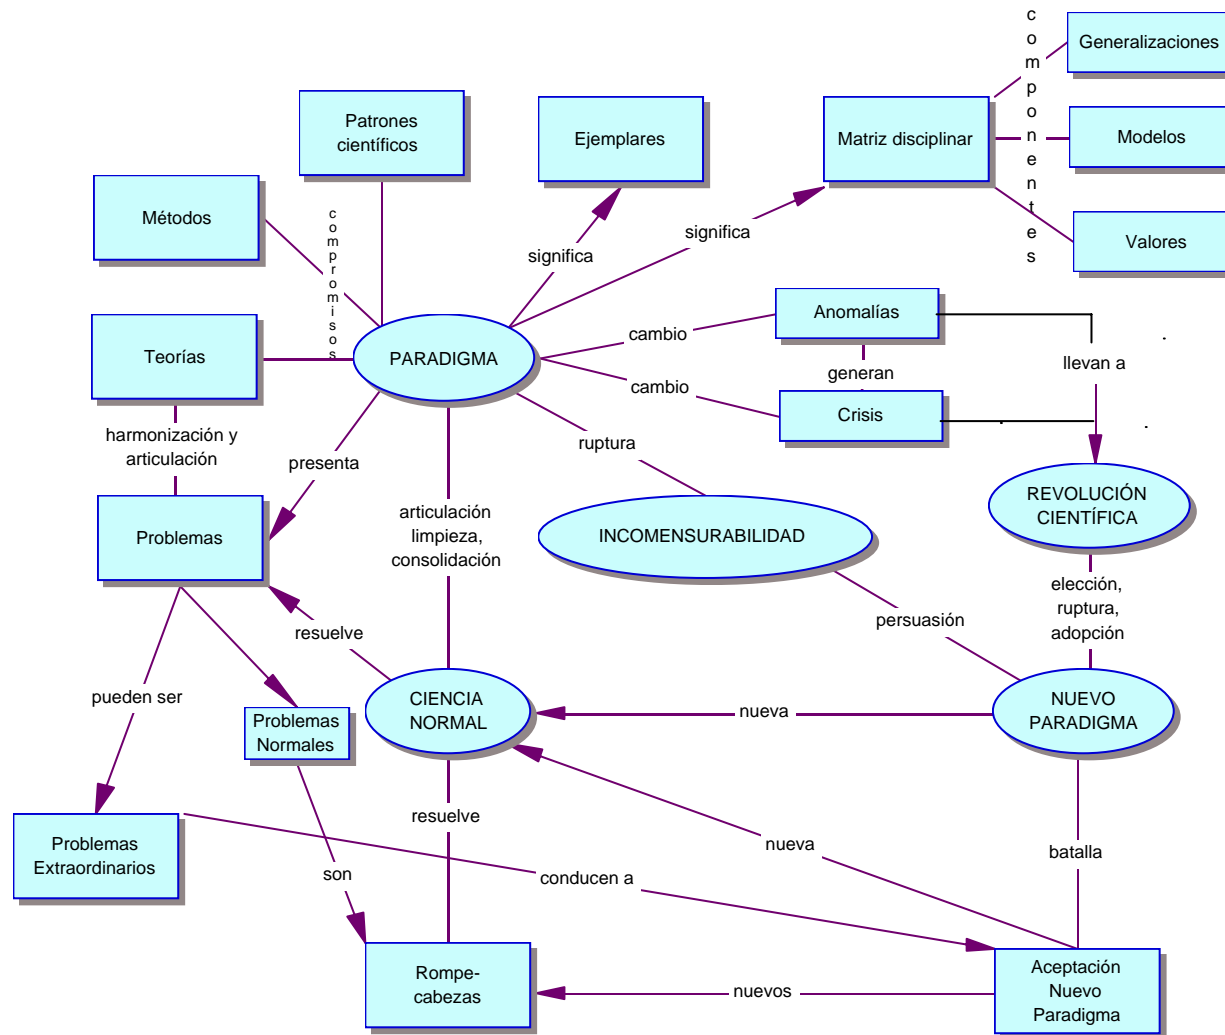 componentes
Generalizaciones
Patrones
científicos
Ejemplares
Matriz disciplinar
Modelos
Métodos
compromisos
significa
significa
Valores
Anomalías
cambio
Teorías
PARADIGMA
generan
llevan a
cambio
Crisis
harmonización y
articulación
ruptura
presenta
REVOLUCIÓN
CIENTÍFICA
articulación
limpieza,
consolidación
Problemas
INCOMENSURABILIDAD
elección,
ruptura,
adopción
resuelve
persuasión
pueden ser
CIENCIA
NORMAL
nueva
NUEVO
PARADIGMA
Problemas
Normales
resuelve
nueva
batalla
Problemas
Extraordinarios
son
conducen a
Rompe-
cabezas
nuevos
Aceptación
Nuevo
Paradigma